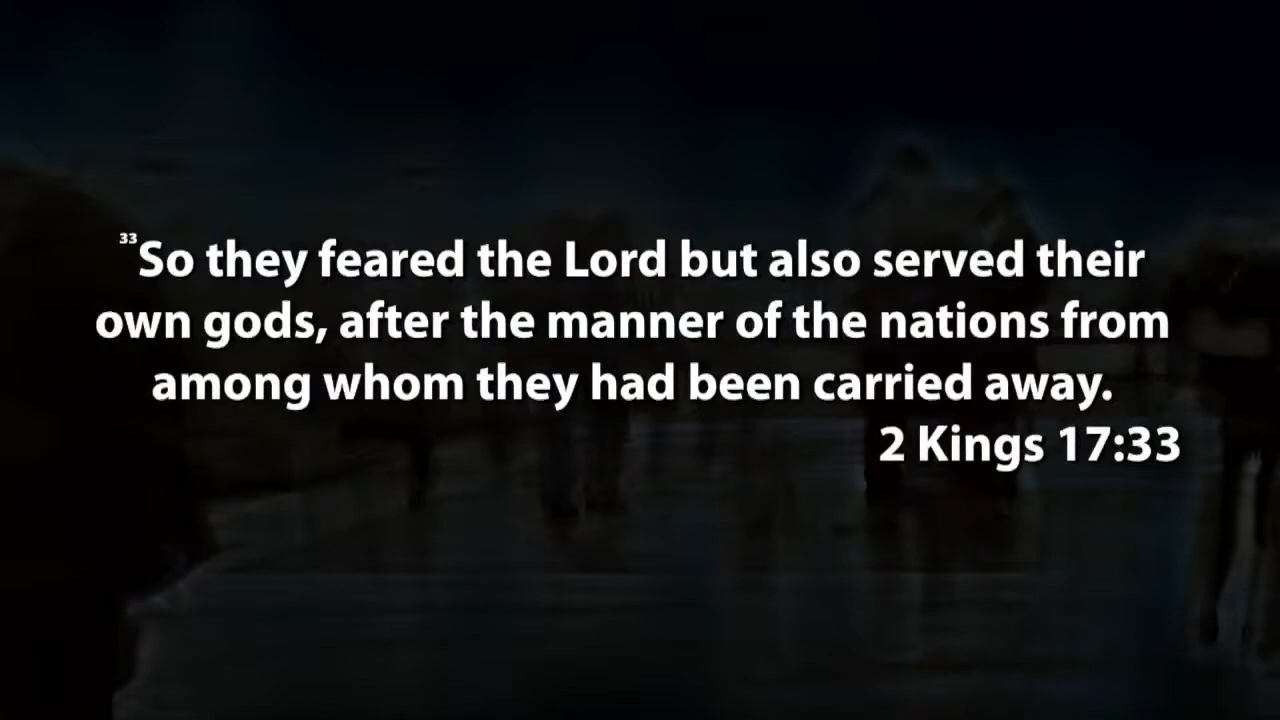 33So they feared the Lord but also served their
own gods, after the manner of the nations from
among whom they had been carried away.
2 Kings 17:33